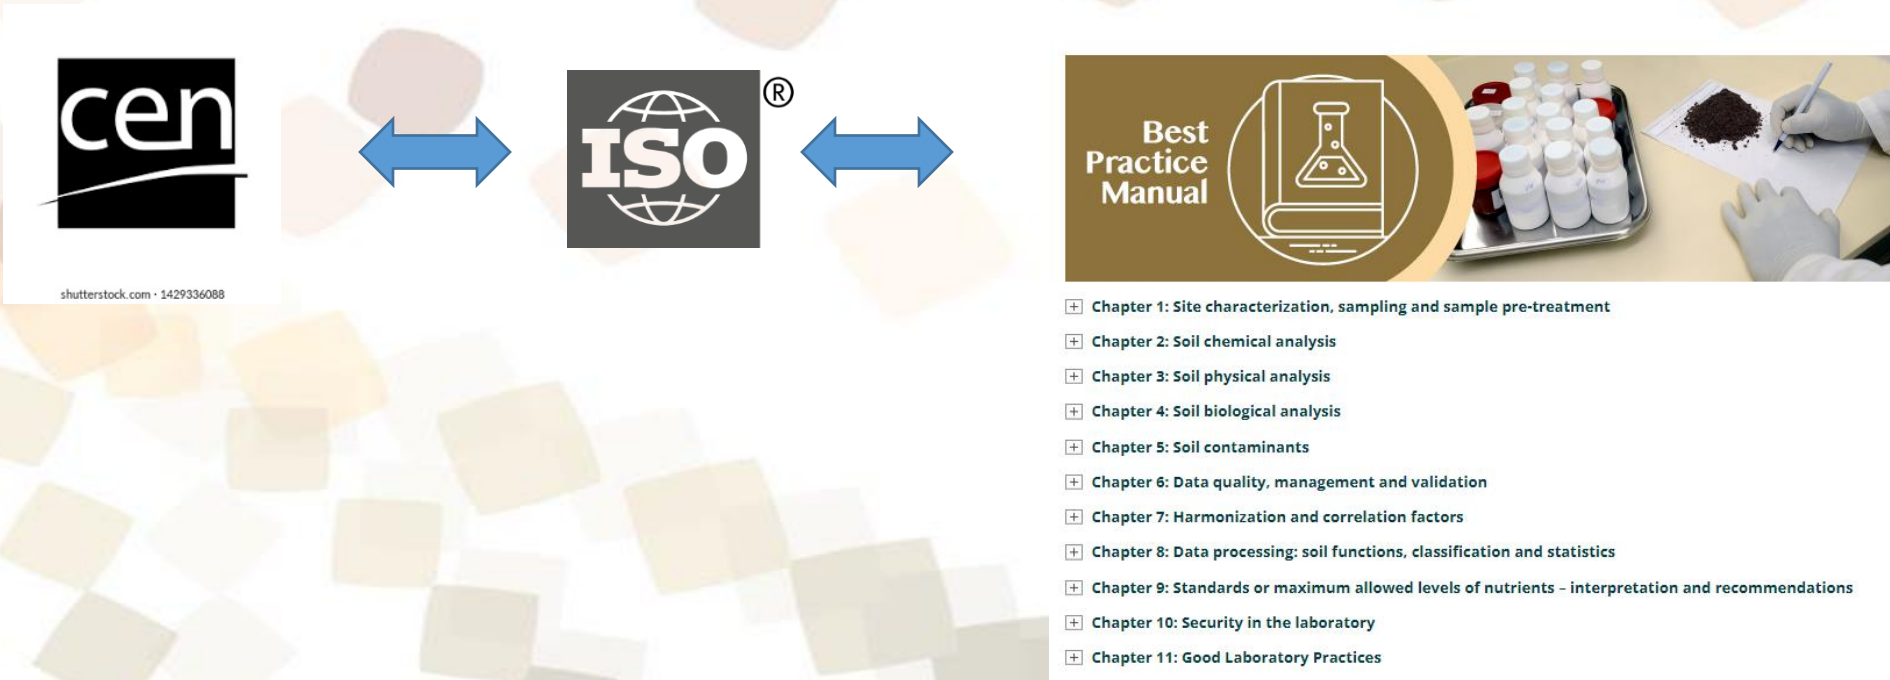 cen
shutterstock.com · 1429336088
ISO
®
Best
Practice
Manual
Chapter 1: Site characterization, sampling and sample pre-treatment
Chapter 2: Soil chemical analysis
Chapter 3: Soil physical analysis
Chapter 4: Soil biological analysis
Chapter 5: Soil contaminants
Chapter 6: Data quality, management and validation
Chapter 7: Harmonization and correlation factors
Chapter 8: Data processing: soil functions, classification and statistics
Chapter 9: Standards or maximum allowed levels of nutrients – interpretation and recommendations
Chapter 10: Security in the laboratory
Chapter 11: Good Laboratory Practices